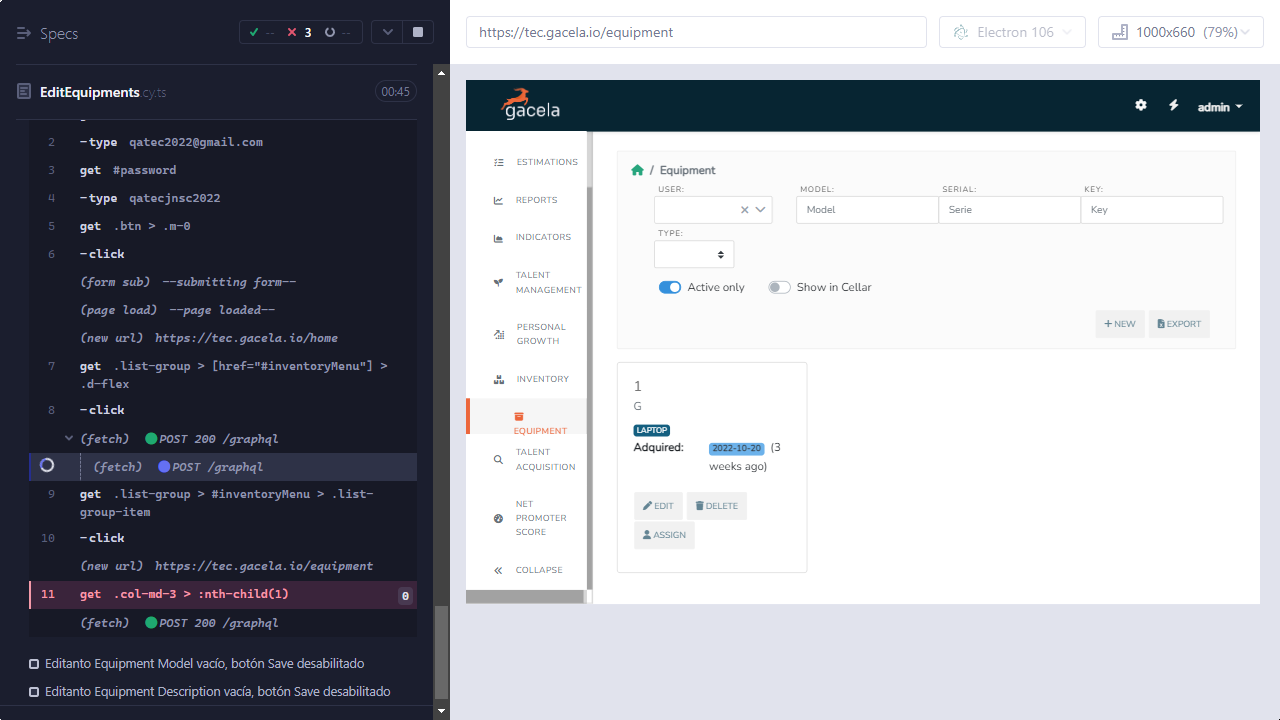 Specs
-- 3 --
https://tec.gacela.io/equipment
Electron 106
1000x660 (79%)
EditEquipments.cy.ts
00:45
2 -type qatec2022@gmail.com
3 get #password
4 -type qatecjnsc2022
5 get .btn > .m-0
6 -click
(form sub) --submitting form--
(page load) --page loaded--
(new url) https://tec.gacela.io/home
7 get .list-group > [href="#inventoryMenu"] >
.d-flex
8 -click
(fetch) POST 200 /graphql
(fetch) POST /graphql
9 get .list-group > #inventoryMenu > .list-
group-item
10 -click
(new url) https://tec.gacela.io/equipment
11 get .col-md-3 > :nth-child(1) 0
(fetch) POST 200 /graphql
Editanto Equipment Model vacío, botón Save desabilitado
Editanto Equipment Description vacía, botón Save desabilitado
gacela
admin
ESTIMATIONS
REPORTS
INDICATORS
TALENT
MANAGEMENT
PERSONAL
GROWTH
INVENTORY
EQUIPMENT
TALENT
ACQUISITION
NET
PROMOTER
SCORE
COLLAPSE
/ Equipment
USER: MODEL: SERIAL: KEY:
Model Serie Key
TYPE:
Active only Show in Cellar
NEW EXPORT
1
G
LAPTOP
Adquired: 2022-10-20 (3
weeks ago)
EDIT DELETE
ASSIGN